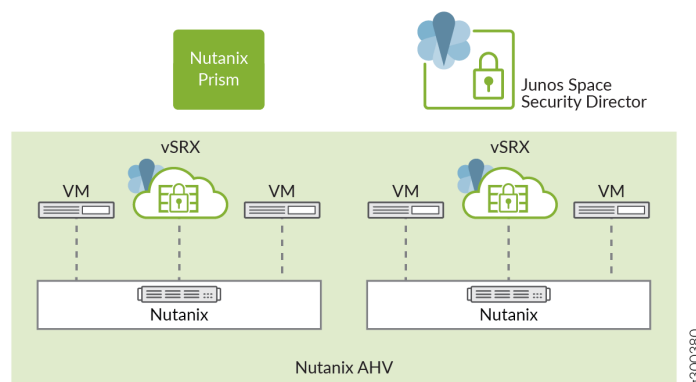 Nutanix
Prism
Junos Space
Security Director
vSRX
vSRX
VM
VM
VM
VM
Nutanix
Nutanix
Nutanix AHV